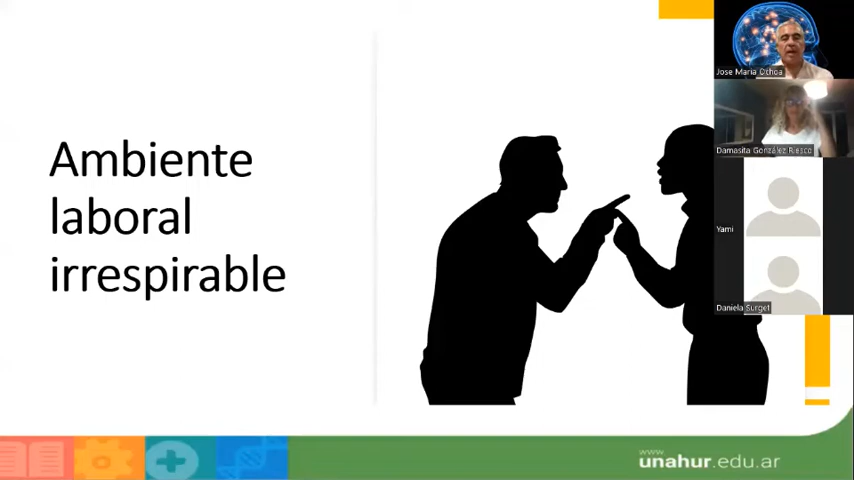 Ambiente
laboral
irrespirable
Jose Maria Ochoa
Damasita González Riesco
Yami
Daniela Surget
www
unahur.edu.ar